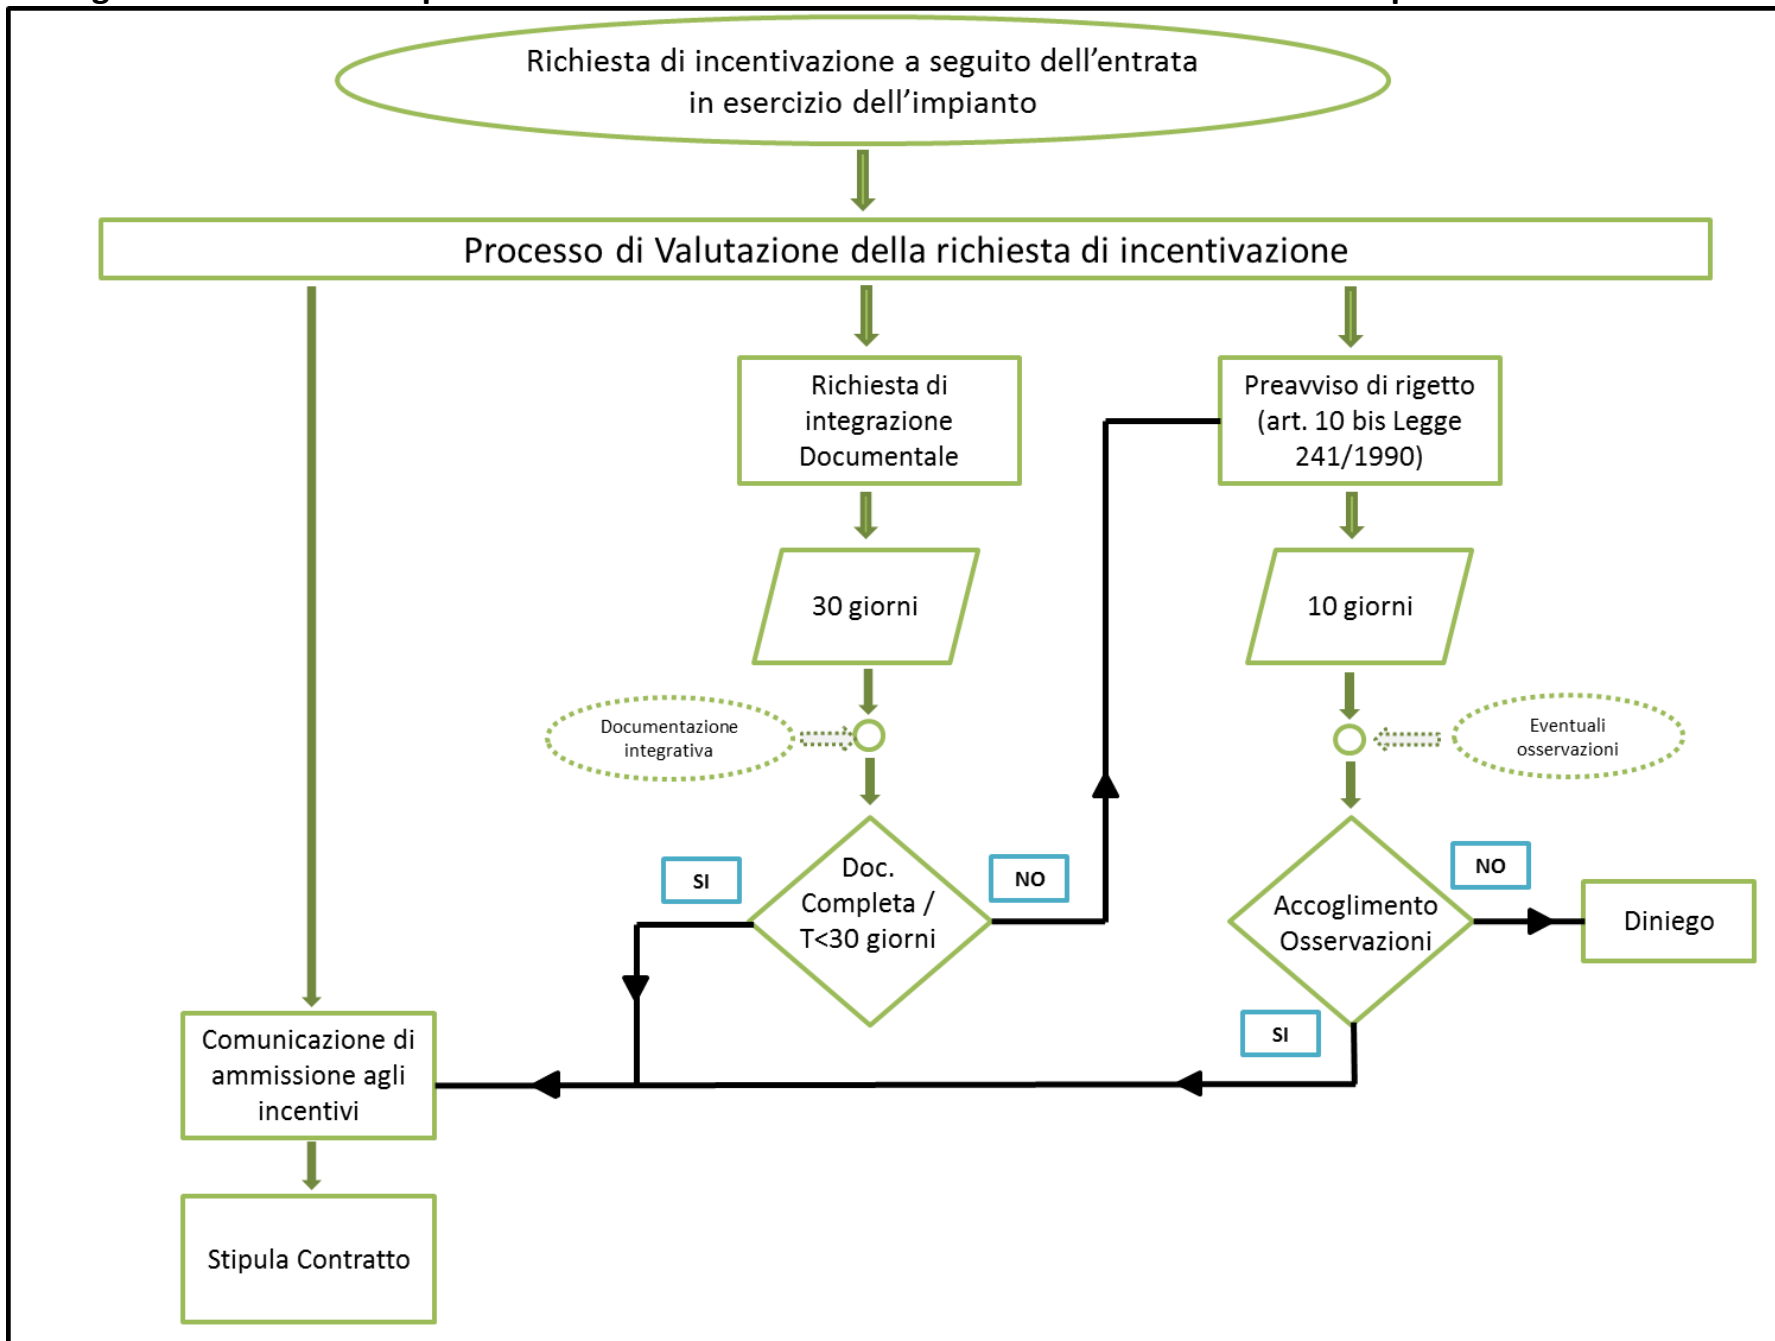 Richiesta di incentivazione a seguito dell'entrata
in esercizio dell'impianto
Processo di Valutazione della richiesta di incentivazione
Richiesta di
integrazione
Documentale
Preavviso di rigetto
(art. 10 bis Legge
241/1990)
30 giorni
10 giorni
Documentazione
integrativa
Eventuali
osservazioni
SI
Doc.
Completa /
T<30 giorni
NO
Accoglimento
Osservazioni
NO
Diniego
SI
Comunicazione di
ammissione agli
incentivi
Stipula Contratto